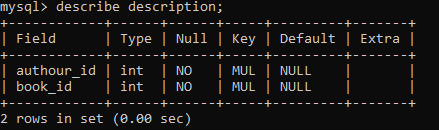 mysql> describe description;
+------------+------+------+-----+---------+-------+
| Field      | Type | Null | Key | Default | Extra |
+------------+------+------+-----+---------+-------+
| authour_id | int  | NO   | MUL | NULL    |       |
| book_id    | int  | NO   | MUL | NULL    |       |
+------------+------+------+-----+---------+-------+
2 rows in set (0.00 sec)